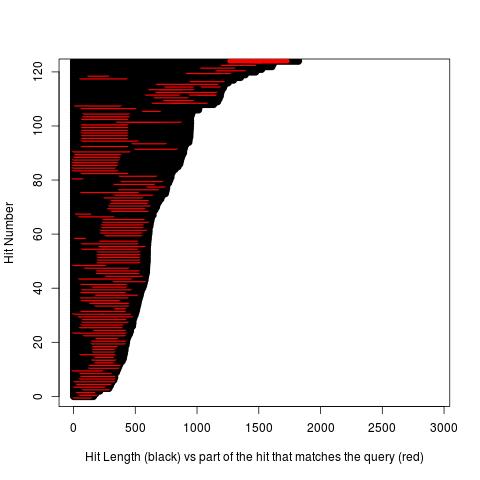 120
100
80
60
40
20
0
Hit Number
0 500 1000 1500 2000 2500 3000
Hit Length (black) vs part of the hit that matches the query (red)